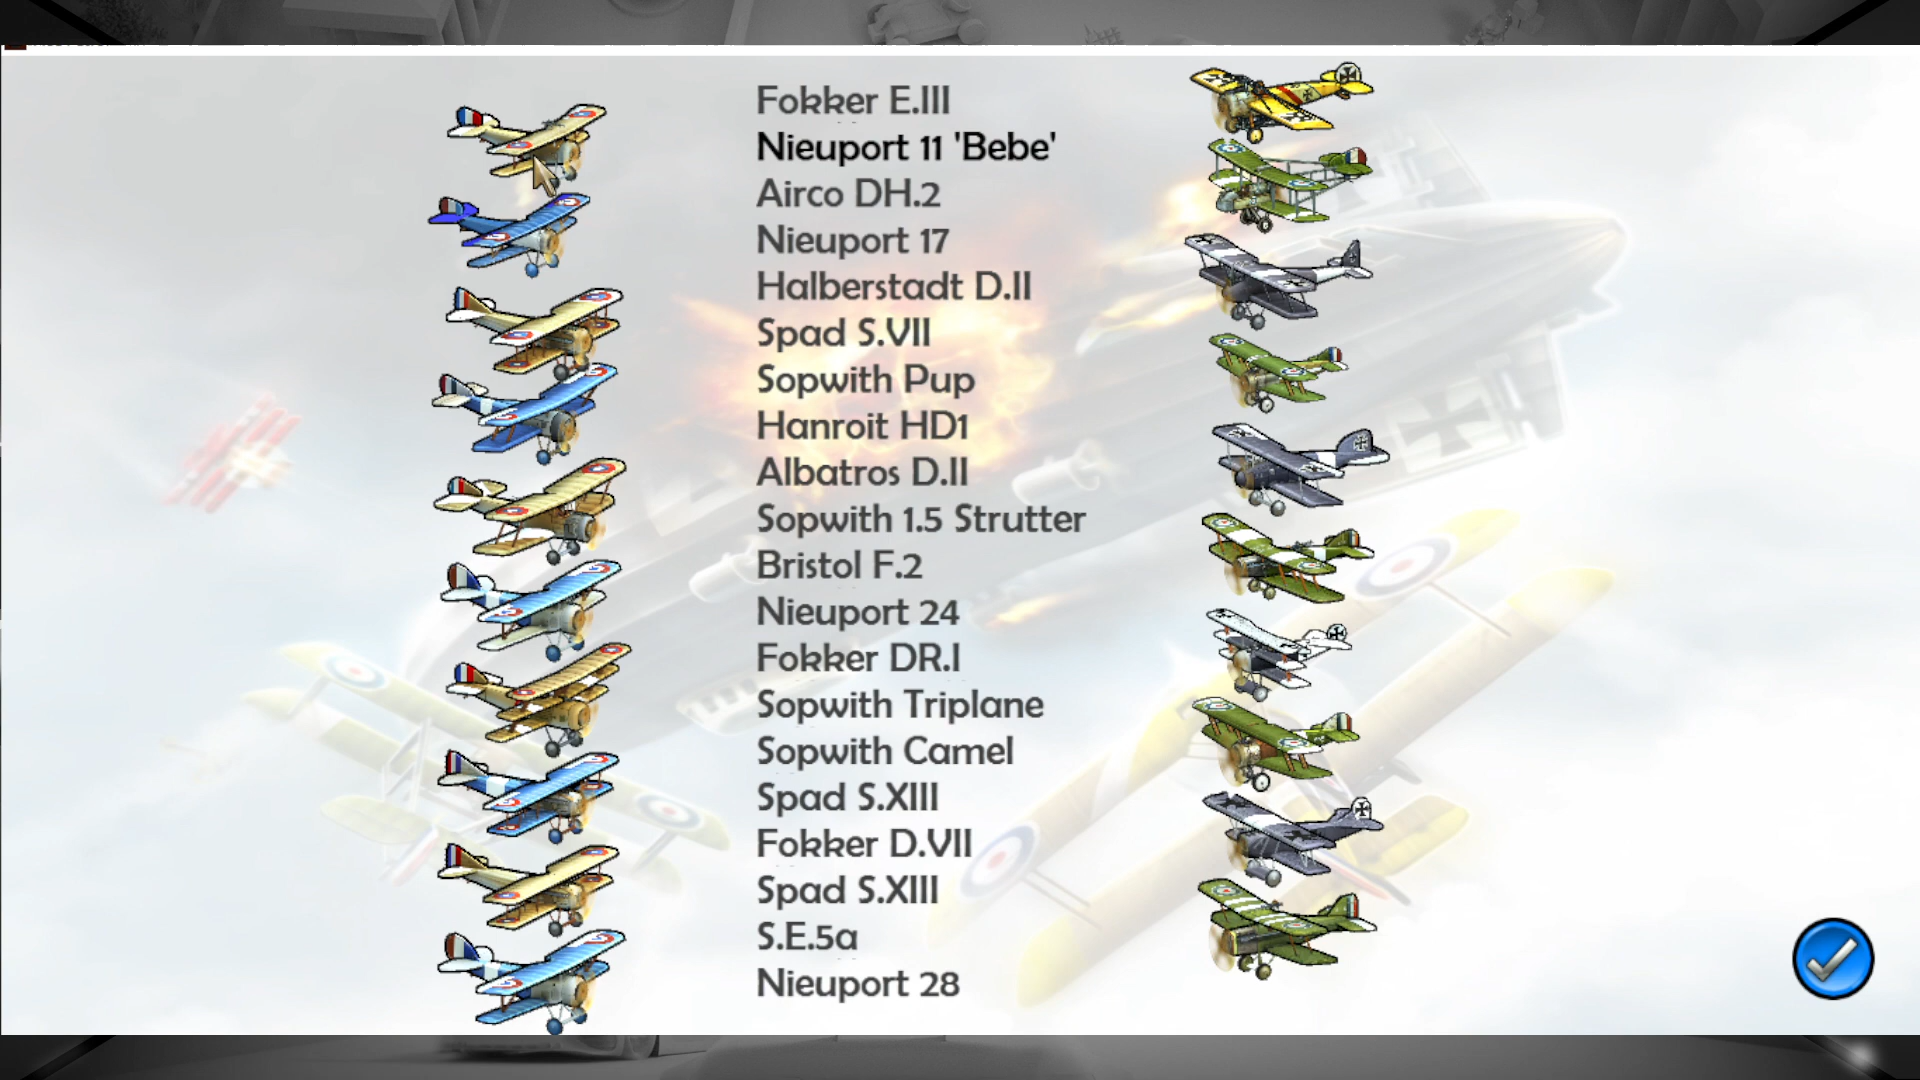 Fokker E.III
Nieuport 11 'Bebe'
Airco DH.2
Nieuport 17
Halberstadt D.II
Spad S.VII
Sopwith Pup
Hanroit HD1
Albatros D.II
Sopwith 1.5 Strutter
Bristol F.2
Nieuport 24
Fokker DR.I
Sopwith Triplane
Sopwith Camel
Spad S.XIII
Fokker D.VII
Spad S.XIII
S.E.5a
Nieuport 28